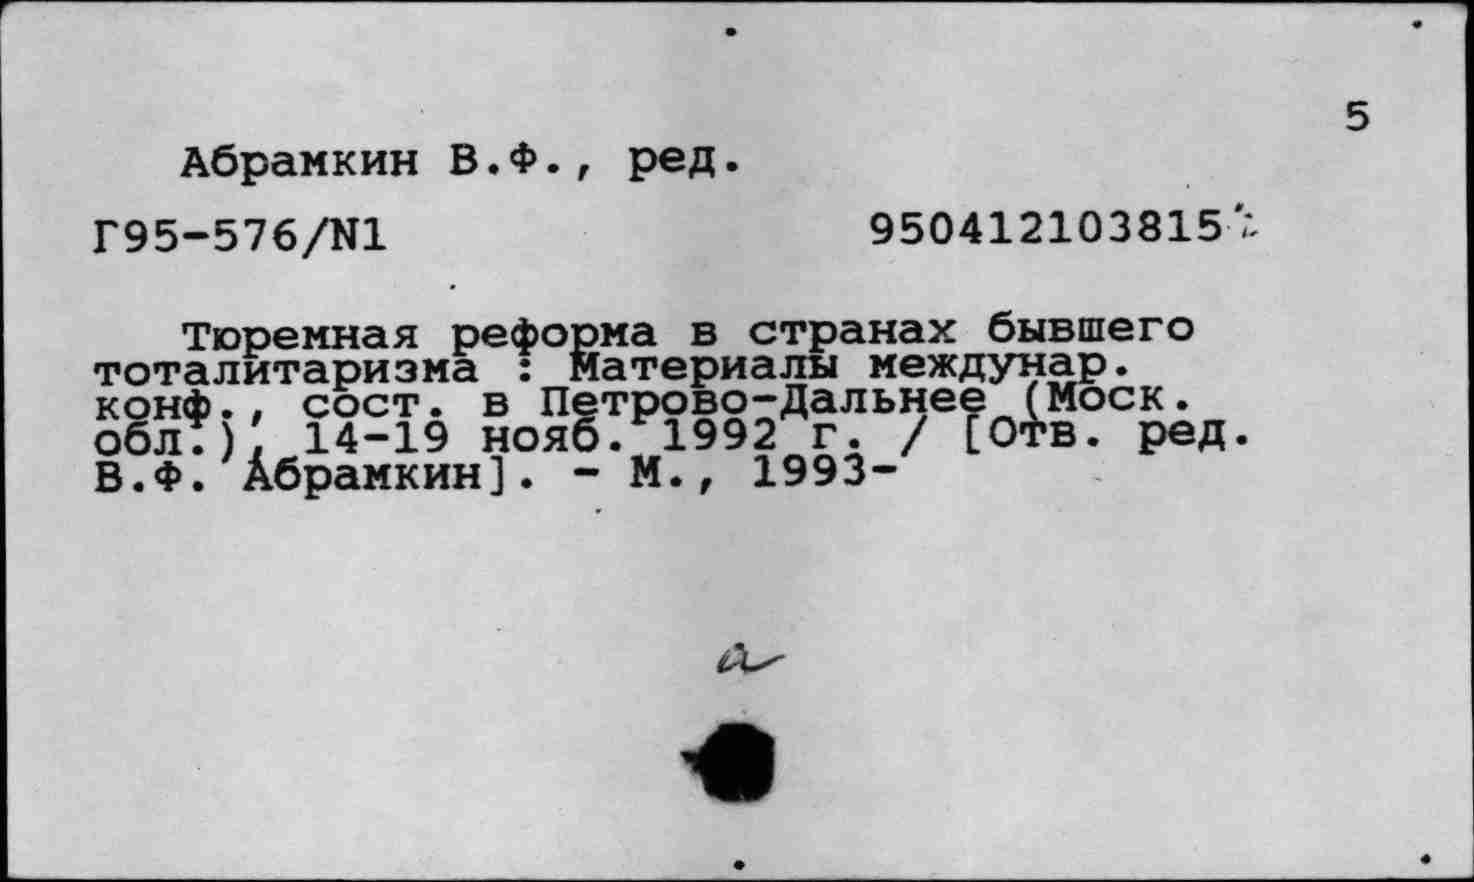 5
Абрамкин В.Ф., ред.
Г95-576/N1 950412103815
Тюремная реформа в странах бывшего
тоталитаризма : Материалы междунар.
конф., сост. в Петрово-Дальнее (Моск.
обл.), 14-19 нояб. 1992 г. / [Отв. ред.
В.Ф. Абрамкин]. - М., 1993-